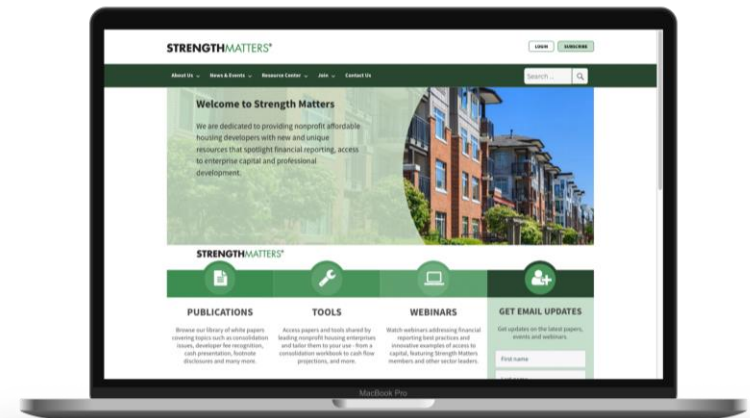 STRENGTHMATTERS®
LOGIN
SUBSCRIBE
About Us
News & Events
Resource Center
Join
Contact Us
Search ...
Welcome to Strength Matters
We are dedicated to providing nonprofit affordable
housing developers with new and unique
resources that spotlight financial reporting, access
to enterprise capital and professional
development.
STRENGTHMATTERS®
PUBLICATIONS
Browse our library of white papers
covering topics such as consolidation
issues, developer fee recognition,
cash presentation, footnote
disclosures and many more.
TOOLS
Access papers and tools shared by
leading nonprofit housing enterprises
and tailor them to your use - from a
consolidation workbook to cash flow
projections, and more.
WEBINARS
Watch webinars addressing financial
reporting best practices and
innovative examples of access to
capital, featuring Strength Matters
members and other sector leaders.
GET EMAIL UPDATES
Get updates on the latest papers,
events and webinars
First name
MacBook Pro